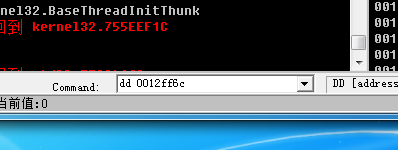 nel32.BaseThreadInitThunk
回到 kernel32.755EEF1C
001
001
001
001
Command: dd 0012ff6c DD [address
当前值:0